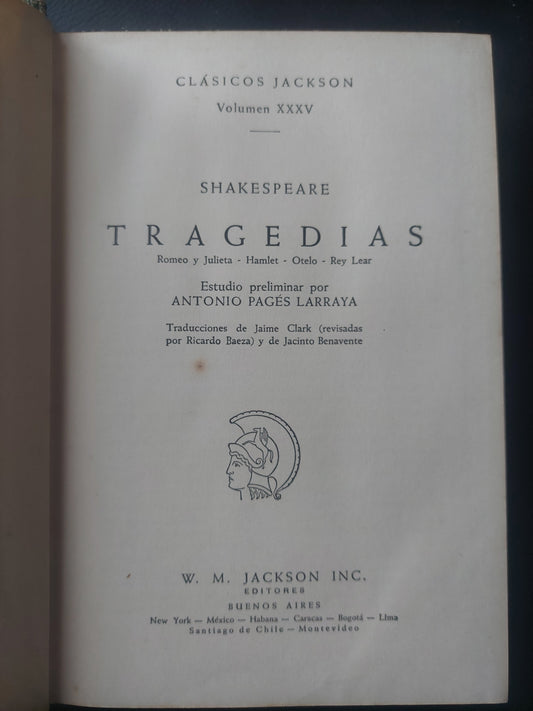 CLÁSICOS JACKSON
Volumen XXXV
SHAKESPEARE
TRAGEDIAS
Romeo y Julieta - Hamlet - Otelo - Rey Lear
Estudio preliminar por
ANTONIO PAGÉS LARRAYA
Traducciones de Jaime Clark (revisadas
por Ricardo Baeza) y de Jacinto Benavente
W. M. JACKSON INC.
EDITORES
BUENOS AIRES
New York — México — Habana — Caracas — Bogotá — Lima
Santiago de Chile — Montevideo